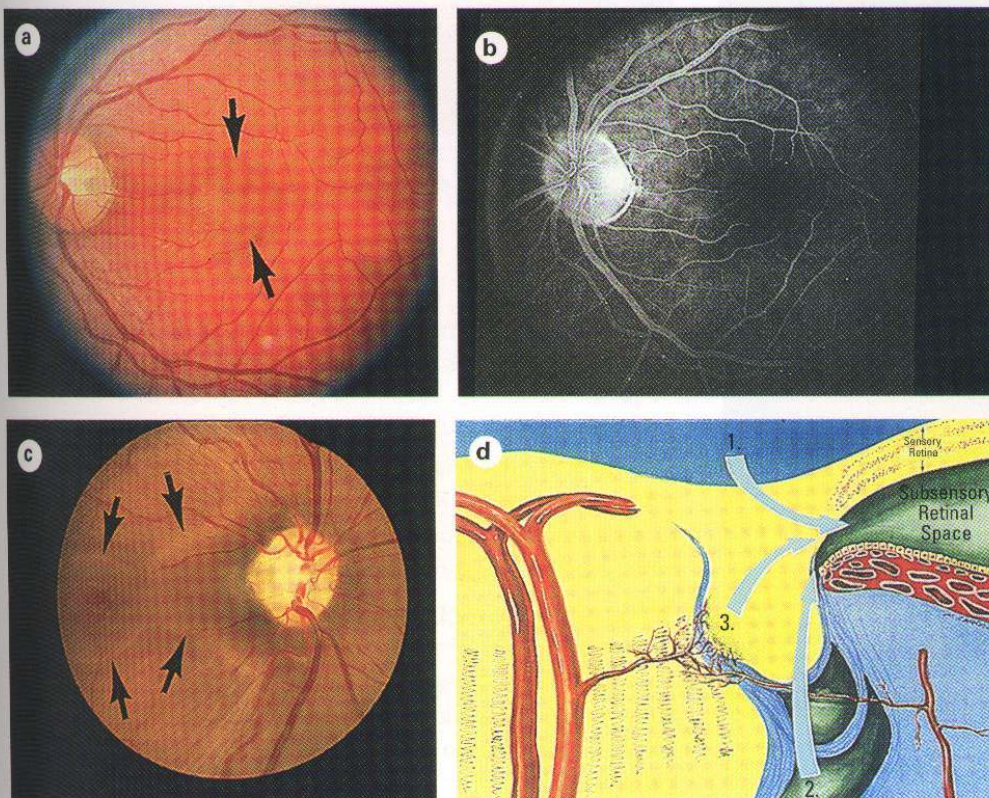 a
b
c
d
1.
Sensory
Retina
Subsensory
Retinal
Space
3.
2.